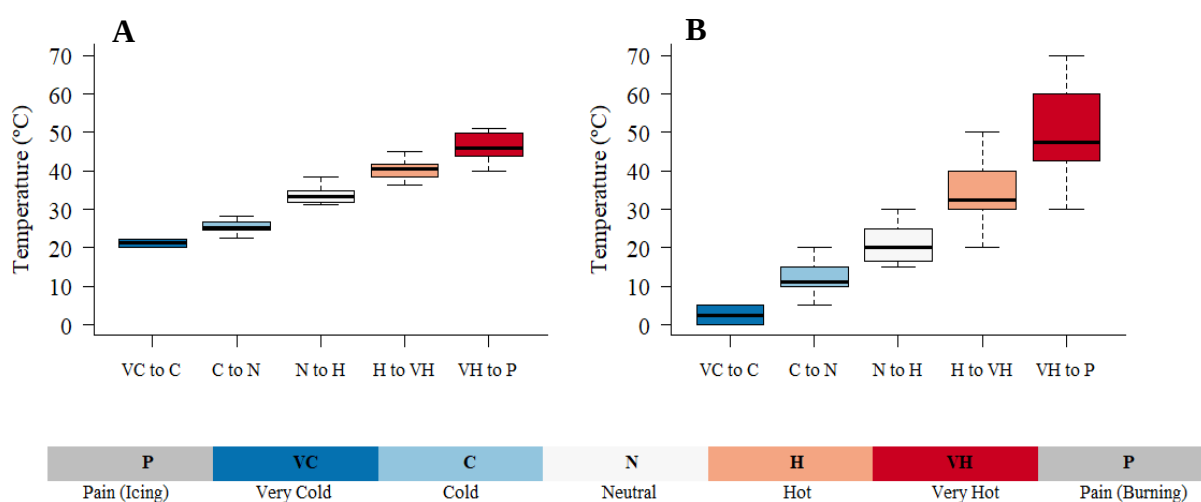 A
70
60
50
40
30
20
10
0
Temperature (°C)
VC to C C to N N to H H to VH VH to P
B
70
60
50
40
30
20
10
0
Temperature (°C)
VC to C C to N N to H H to VH VH to P
P VC C N H VH P
Pain (Icing) Very Cold Cold Neutral Hot Very Hot Pain (Burning)